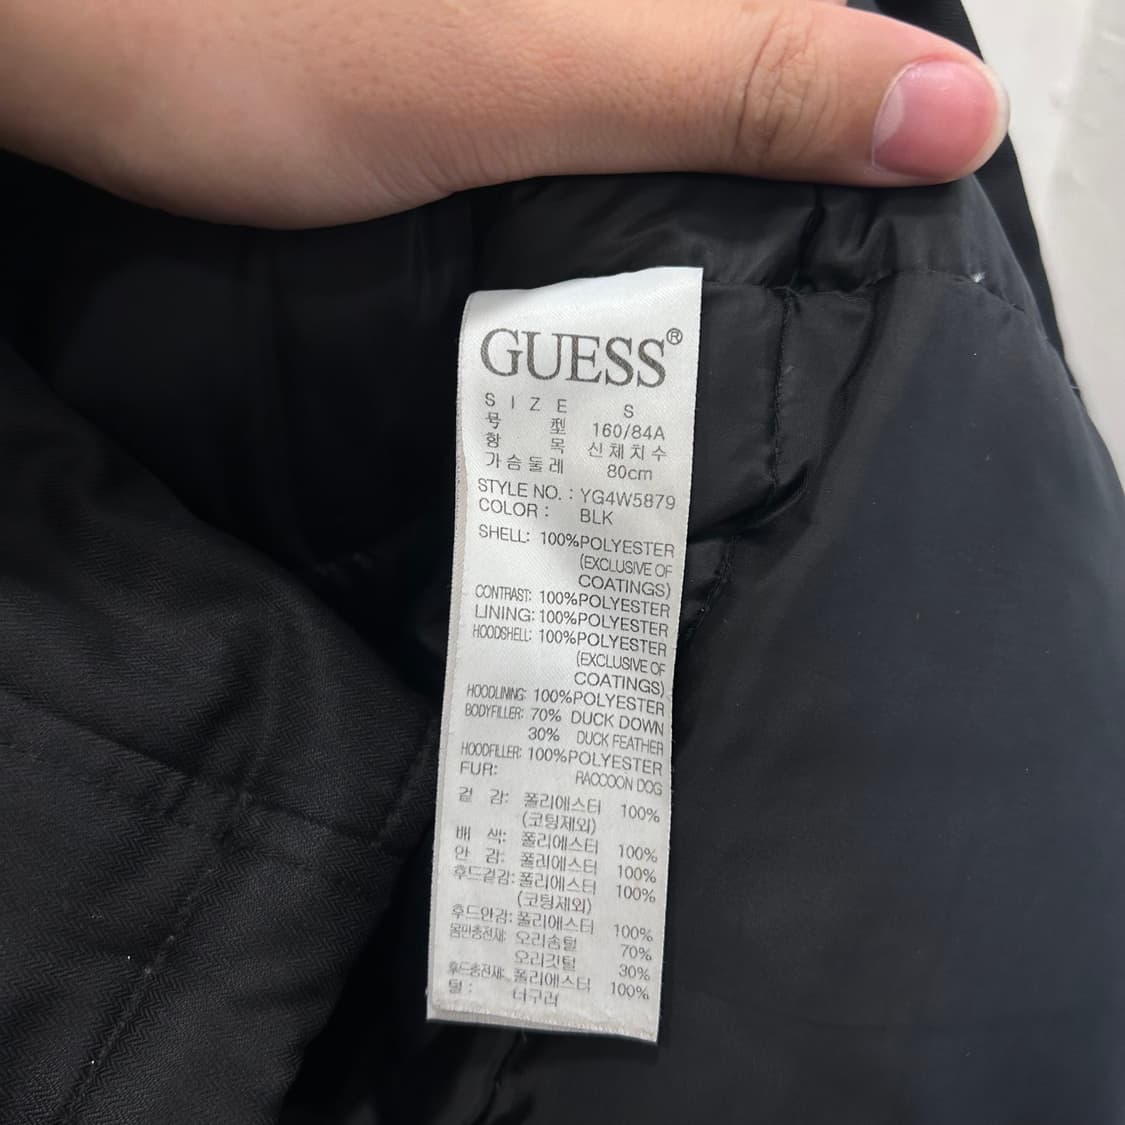 GUESS®
SIZE S
号 型 160/84A
항 목 신체치수
가슴둘레 80cm
STYLE NO. : YG4W5879
COLOR : BLK
SHELL: 100%POLYESTER
(EXCLUSIVE OF
COATINGS)
CONTRAST: 100%POLYESTER
LINING: 100%POLYESTER
HOODSHELL: 100%POLYESTER
(EXCLUSIVE OF
COATINGS)
HOODLINING: 100%POLYESTER
BODYFILLER: 70% DUCK DOWN
30% DUCK FEATHER
HOODFILLER: 100%POLYESTER
FUR: RACCOON DOG
겉 감: 폴리에스터 100%
(코팅제외)
배 색: 폴리에스터 100%
안 감: 폴리에스터 100%
후드겉감: 폴리에스터 100%
(코팅제외)
후드안감: 폴리에스터 100%
몸판충전재: 오리솜털 70%
오리깃털 30%
후드충전재: 폴리에스터 100%
털 : 너구리